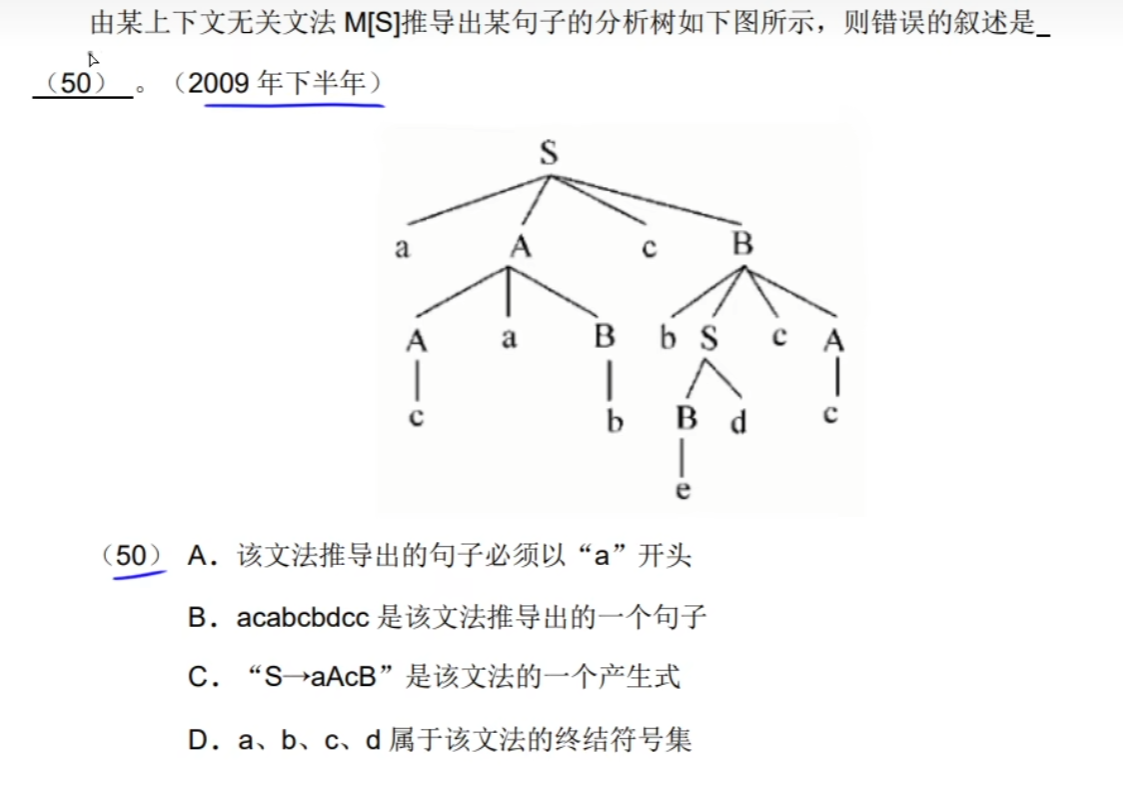 由某上下文无关文法 M[S]推导出某句子的分析树如下图所示，则错误的叙述是_
（50）。（2009 年下半年）
S
a A c B
A a B b S c A
c b B d c
e
（50） A．该文法推导出的句子必须以“a”开头
B．acabcbdcc 是该文法推导出的一个句子
C．“S→aAcB”是该文法的一个产生式
D．a、b、c、d 属于该文法的终结符号集